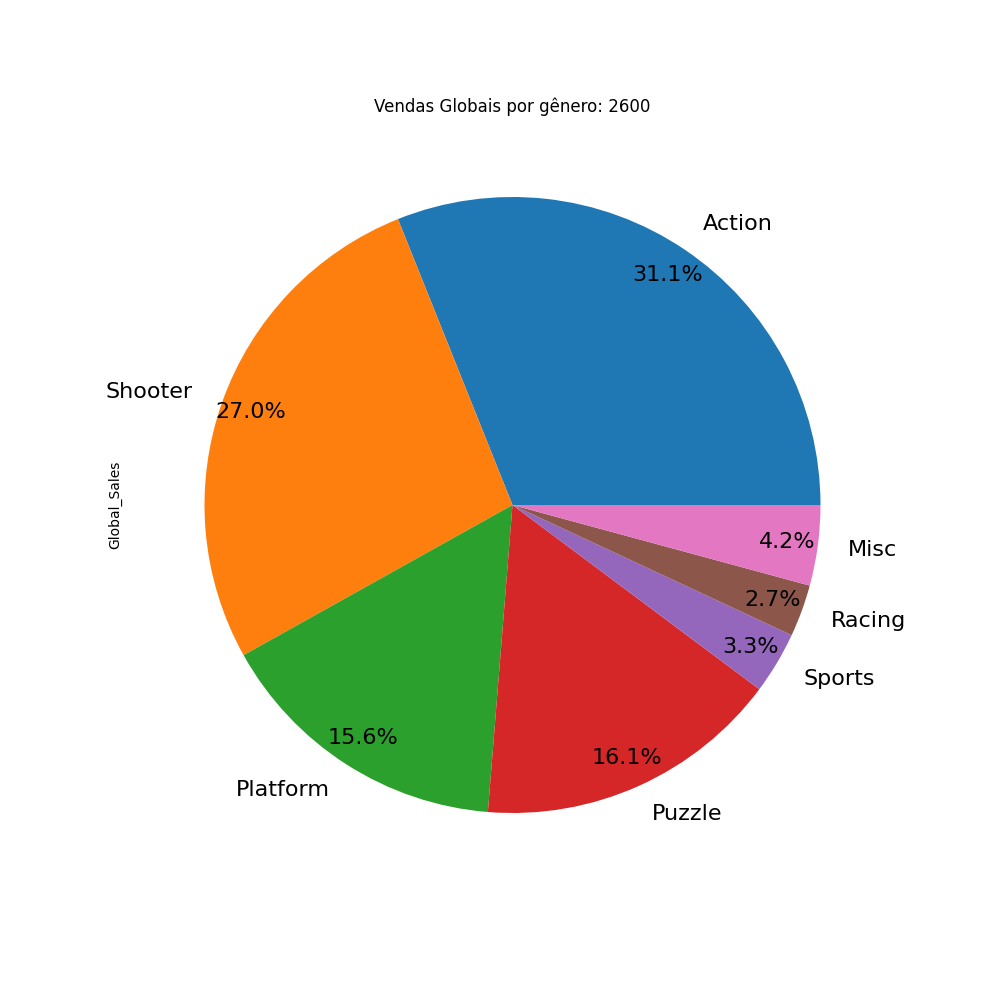 Vendas Globais por gênero: 2600
Action
31.1%
Shooter
27.0%
Global_Sales
Misc
4.2%
Racing
2.7%
Sports
3.3%
Platform
15.6%
Puzzle
16.1%